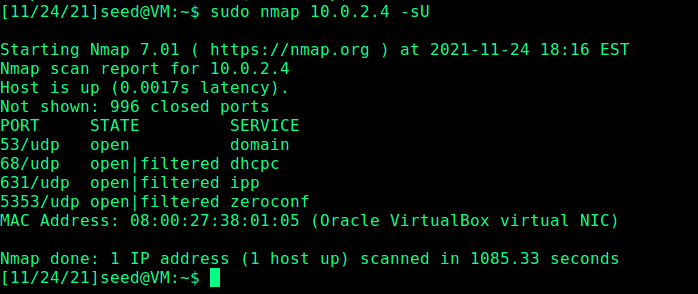 [11/24/21]seed@VM:~$ sudo nmap 10.0.2.4 -sU

Starting Nmap 7.01 ( https://nmap.org ) at 2021-11-24 18:16 EST
Nmap scan report for 10.0.2.4
Host is up (0.0017s latency).
Not shown: 996 closed ports
PORT     STATE         SERVICE
53/udp   open          domain
68/udp   open|filtered dhcpc
631/udp  open|filtered ipp
5353/udp open|filtered zeroconf
MAC Address: 08:00:27:38:01:05 (Oracle VirtualBox virtual NIC)

Nmap done: 1 IP address (1 host up) scanned in 1085.33 seconds
[11/24/21]seed@VM:~$